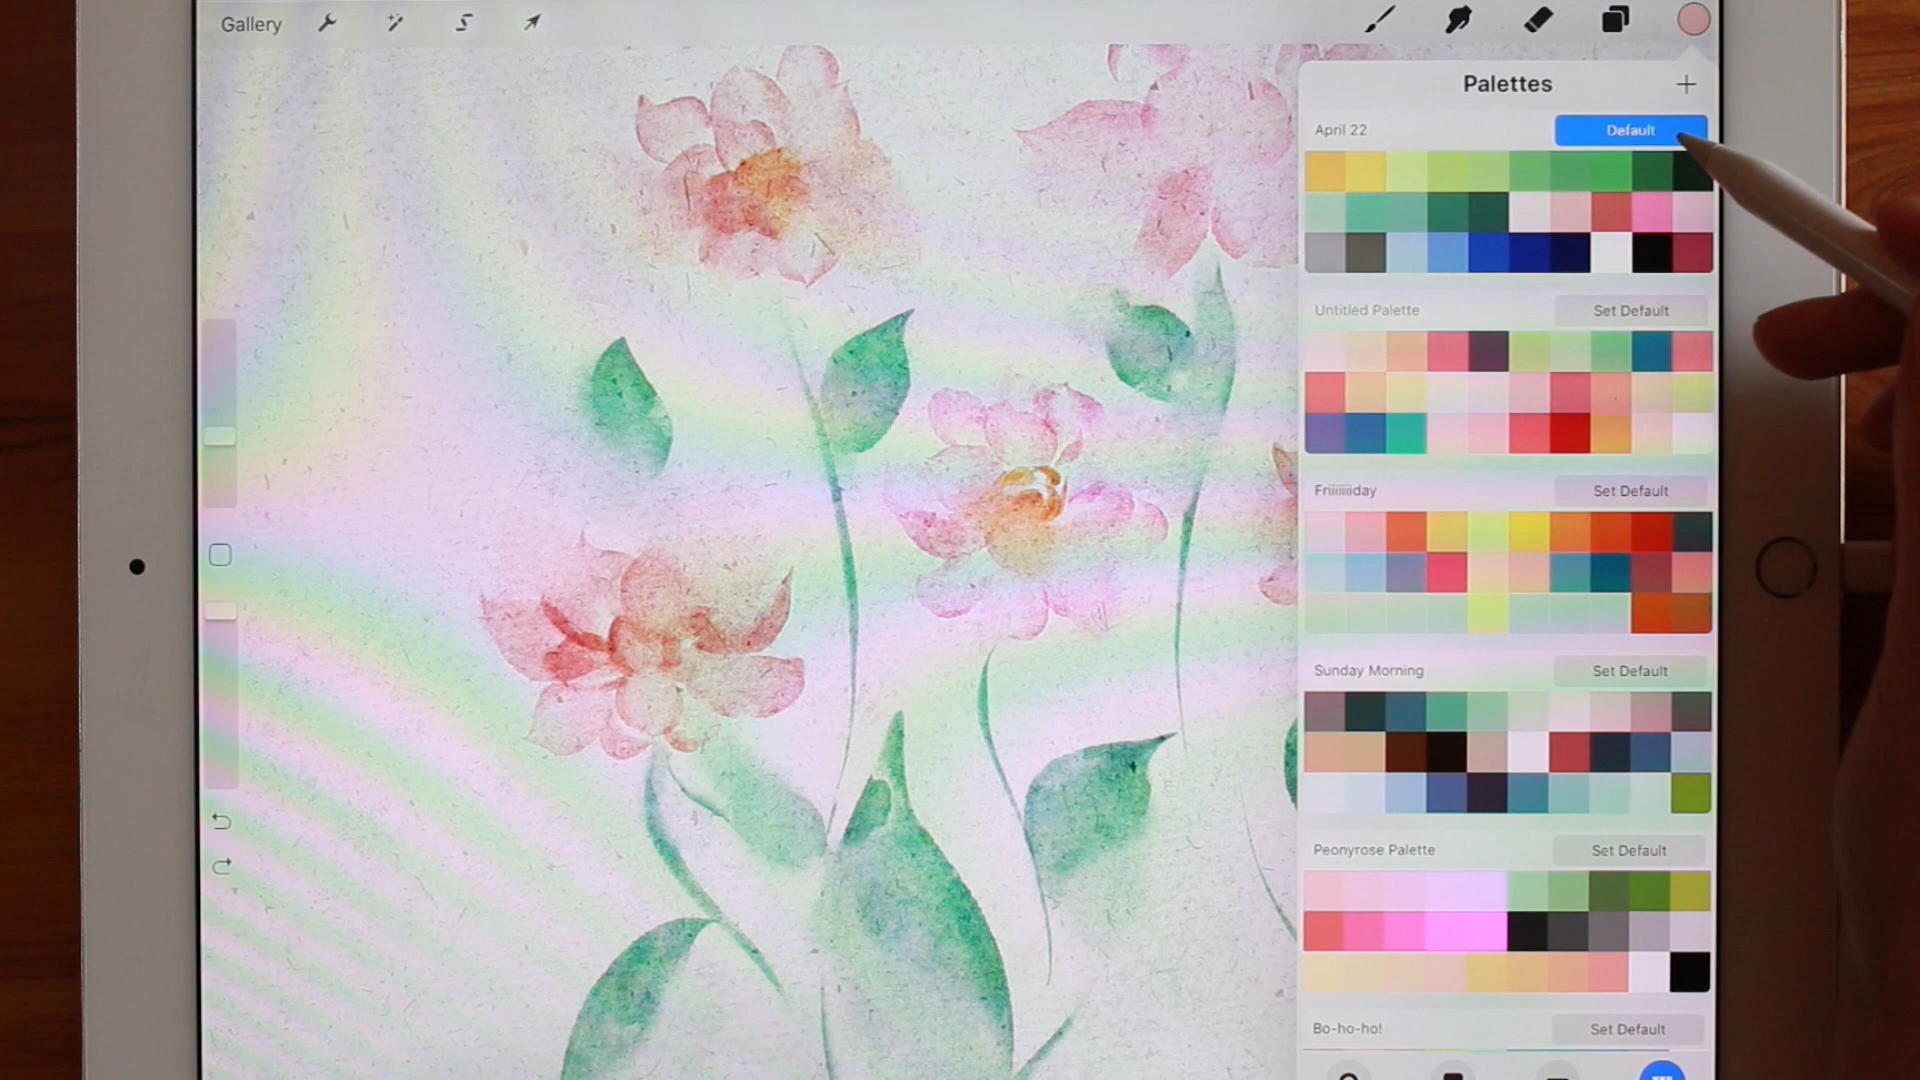 Gallery
Palettes
April 22
Default
Untitled Palette
Set Default
Friiiiiiiday
Set Default
Sunday Morning
Set Default
Peonyrose Palette
Set Default
Bo-ho-ho!
Set Default